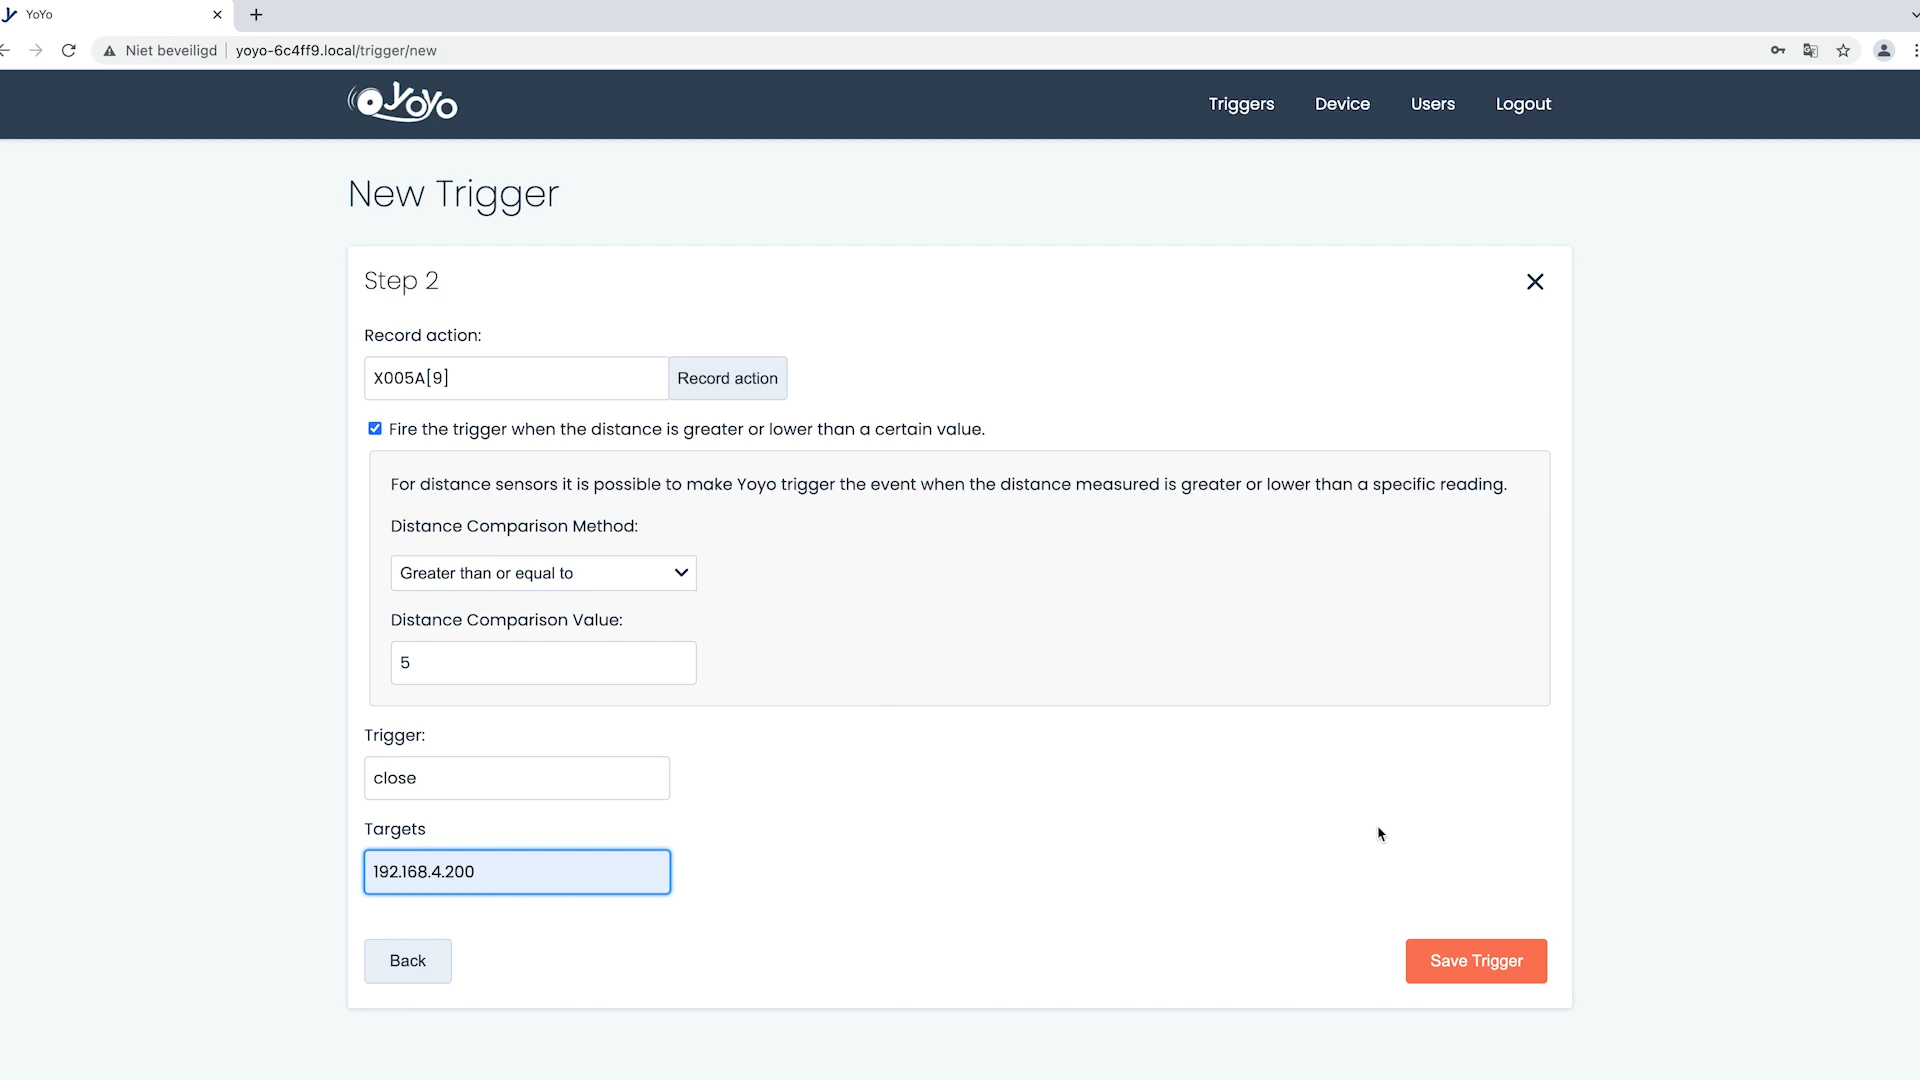 YoYo
Niet beveiligd yoyo-6c4ff9.local/trigger/new
yoyo Triggers Device Users Logout
New Trigger
Step 2
Record action:
X005A[9] Record action
Fire the trigger when the distance is greater or lower than a certain value.
For distance sensors it is possible to make Yoyo trigger the event when the distance measured is greater or lower than a specific reading.
Distance Comparison Method:
Greater than or equal to
Distance Comparison Value:
5
Trigger:
close
Targets
192.168.4.200
Back Save Trigger